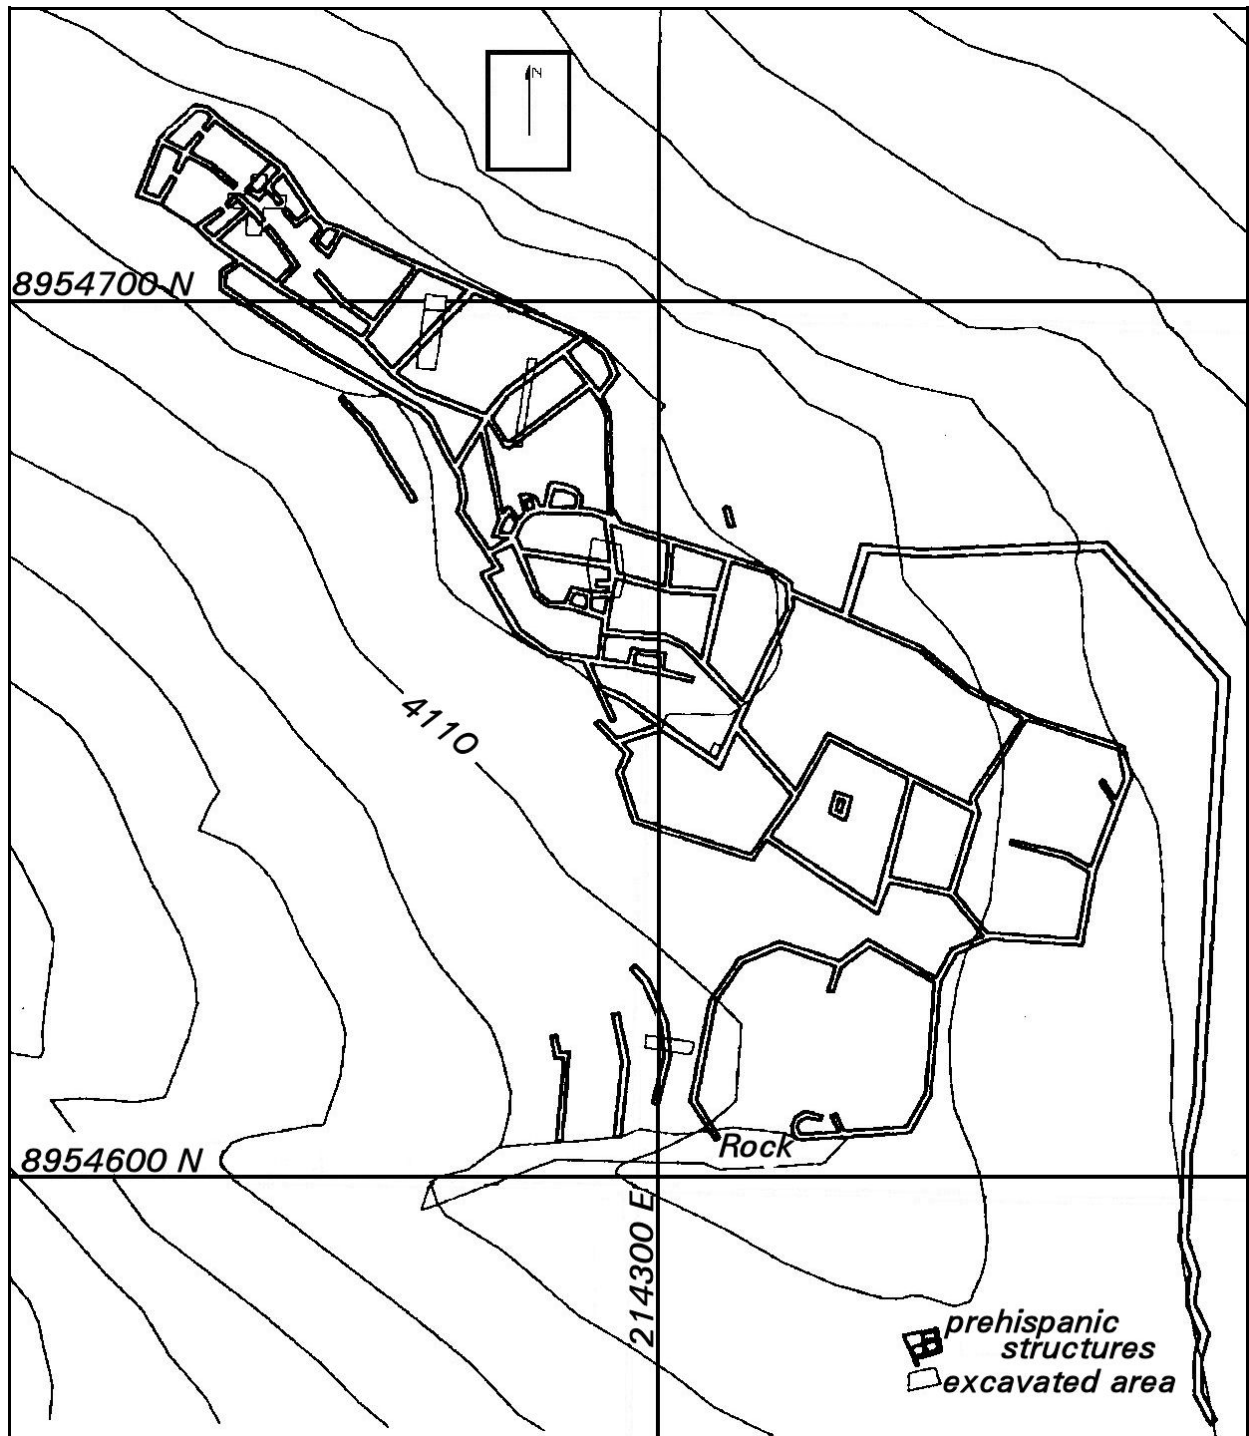 N
8954700 N
4110
Rock
8954600 N
214300 E
prehispanic
structures
excavated area